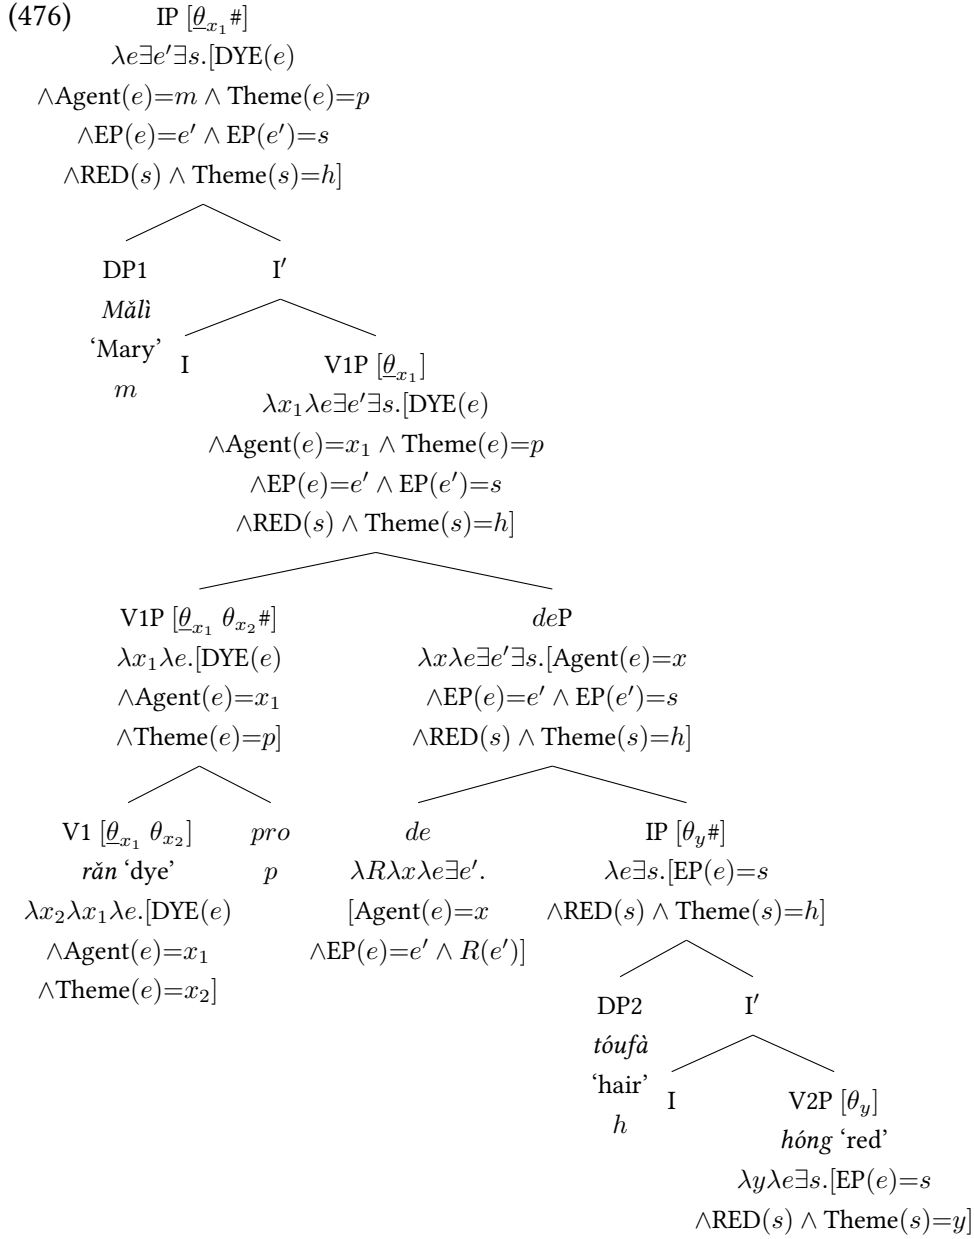 (476) IP [θ̲ₓ₁#]
λe∃e′∃s.[DYE(e)
∧Agent(e)=m ∧ Theme(e)=p
∧EP(e)=e′ ∧ EP(e′)=s
∧RED(s) ∧ Theme(s)=h]
DP1
Mǎlì
‘Mary’
m
I′
I
V1P [θ̲ₓ₁]
λx₁λe∃e′∃s.[DYE(e)
∧Agent(e)=x₁ ∧ Theme(e)=p
∧EP(e)=e′ ∧ EP(e′)=s
∧RED(s) ∧ Theme(s)=h]
V1P [θ̲ₓ₁ θₓ₂#]
λx₁λe.[DYE(e)
∧Agent(e)=x₁
∧Theme(e)=p]
deP
λxλe∃e′∃s.[Agent(e)=x
∧EP(e)=e′ ∧ EP(e′)=s
∧RED(s) ∧ Theme(s)=h]
V1 [θ̲ₓ₁ θₓ₂]
rǎn ‘dye’
λx₂λx₁λe.[DYE(e)
∧Agent(e)=x₁
∧Theme(e)=x₂]
pro
p
de
λRλxλe∃e′.
[Agent(e)=x
∧EP(e)=e′ ∧ R(e′)]
IP [θ_y#]
λe∃s.[EP(e)=s
∧RED(s) ∧ Theme(s)=h]
DP2
tóufà
‘hair’
h
I′
I
V2P [θ_y]
hóng ‘red’
λyλe∃s.[EP(e)=s
∧RED(s) ∧ Theme(s)=y]